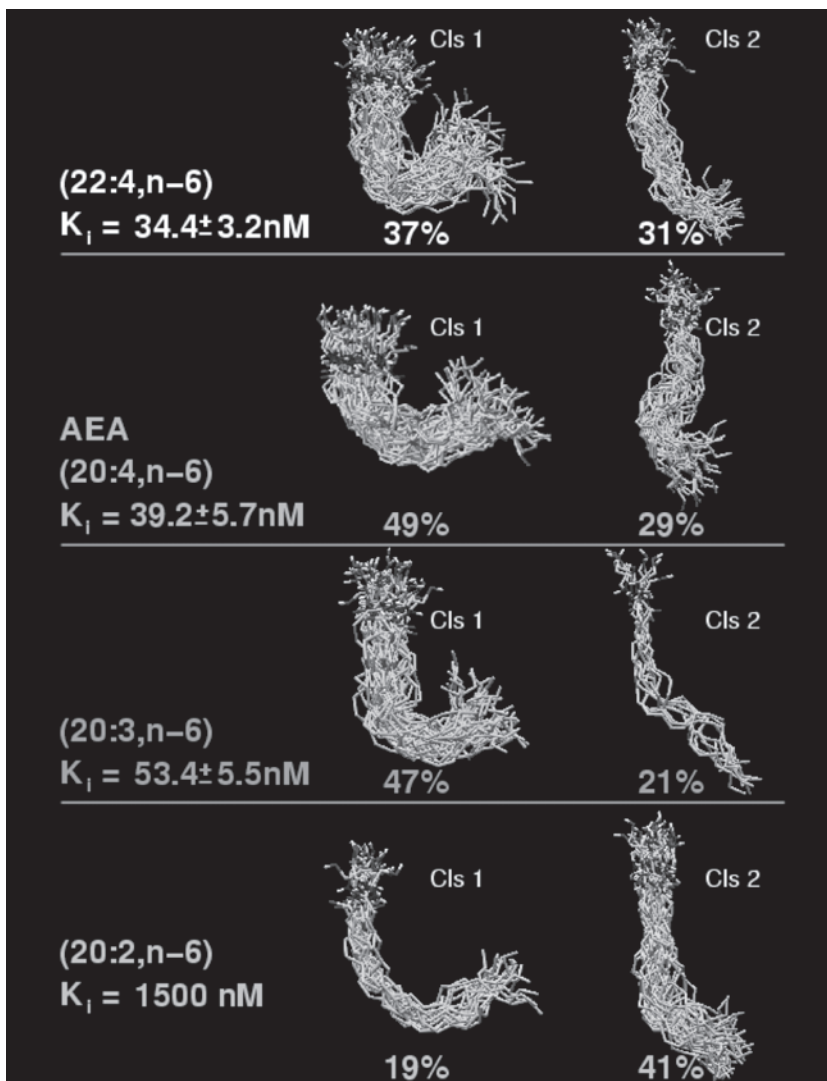 Cls 1
Cls 2
(22:4,n−6)
Ki = 34.4±3.2nM
37%
31%
Cls 1
Cls 2
AEA
(20:4,n−6)
Ki = 39.2±5.7nM
49%
29%
Cls 1
Cls 2
(20:3,n−6)
Ki = 53.4±5.5nM
47%
21%
Cls 1
Cls 2
(20:2,n−6)
Ki = 1500 nM
19%
41%